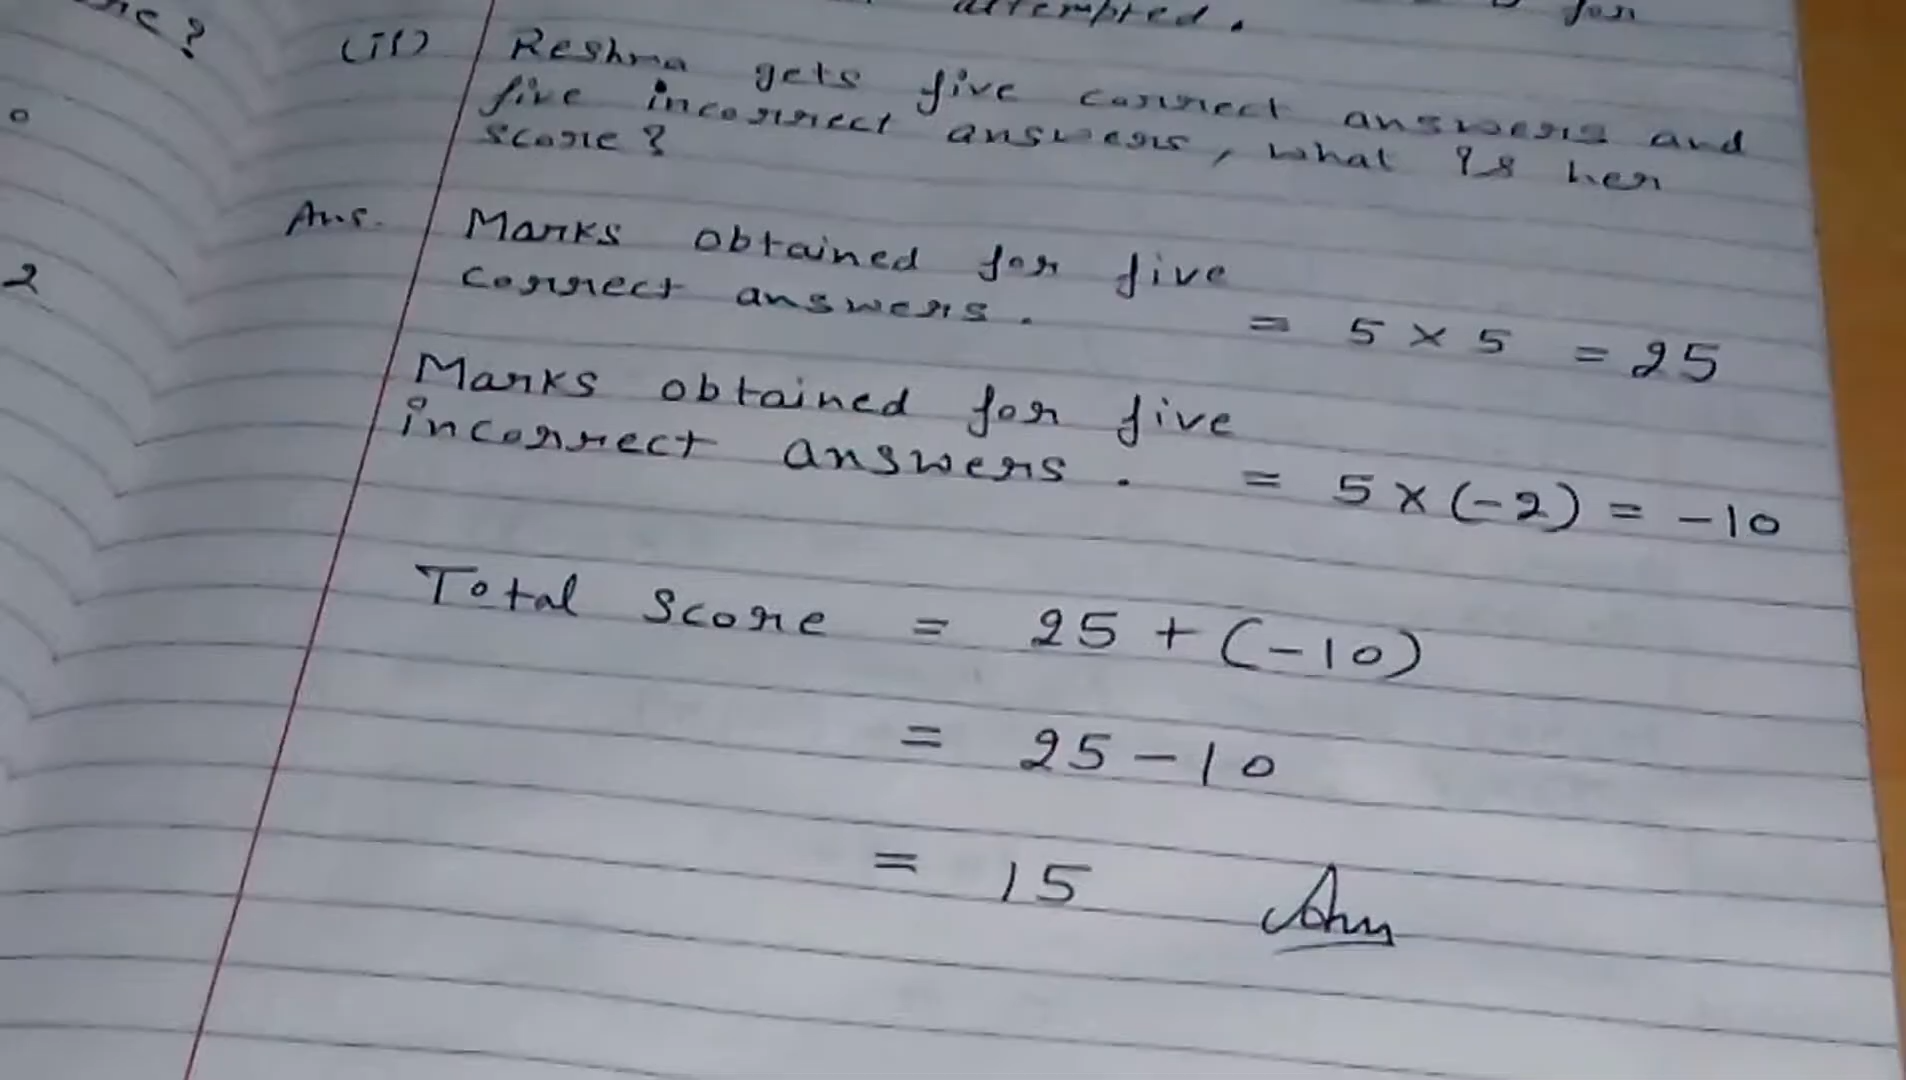 attempted. for
(ii) Reshma gets five correct answers and
five incorrect answers, what is her
score?
Ans. Marks obtained for five
correct answers. = 5 × 5 = 25
Marks obtained for five
incorrect answers. = 5 × (-2) = -10
Total score = 25 + (-10)
= 25 - 10
= 15 Ans
2